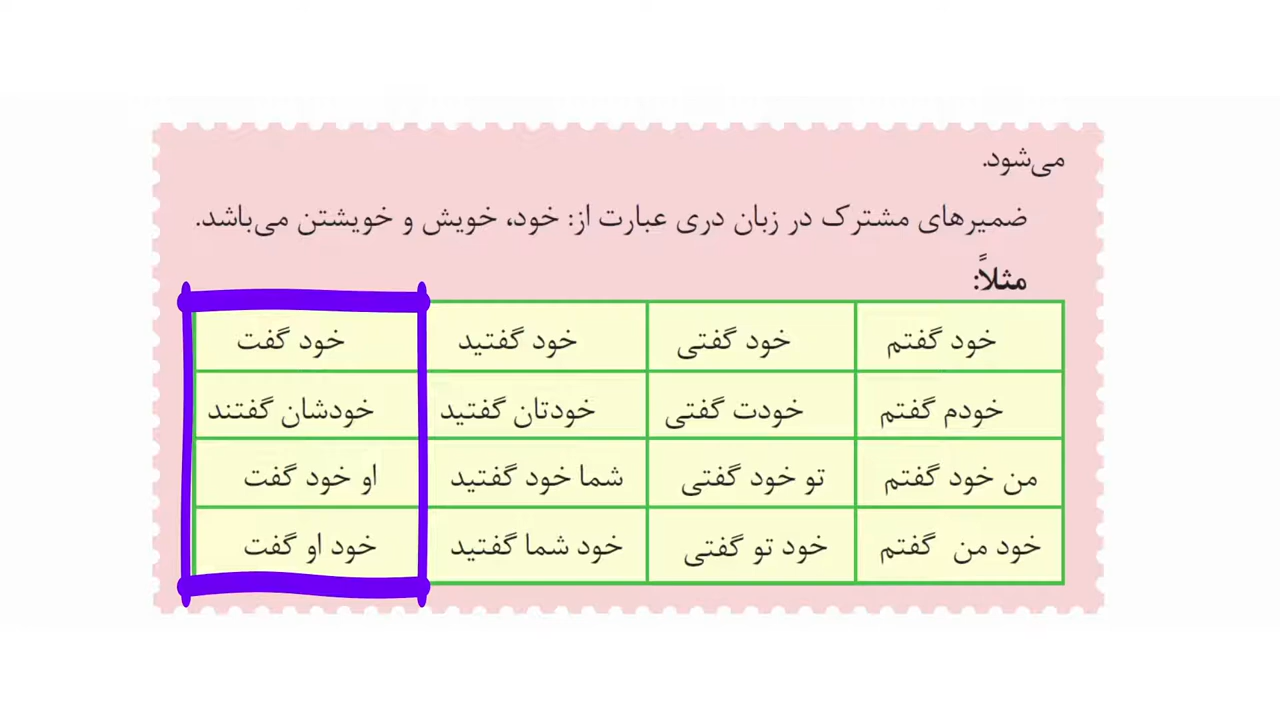 می‌شود.
ضمیرهای مشترک در زبان دری عبارت از: خود، خویش و خویشتن می‌باشد.
مثلاً:
خود گفتم خود گفتی خود گفتید خود گفت
خودم گفتم خودت گفتی خودتان گفتید خودشان گفتند
من خود گفتم تو خود گفتی شما خود گفتید او خود گفت
خود من گفتم خود تو گفتی خود شما گفتید خود او گفت